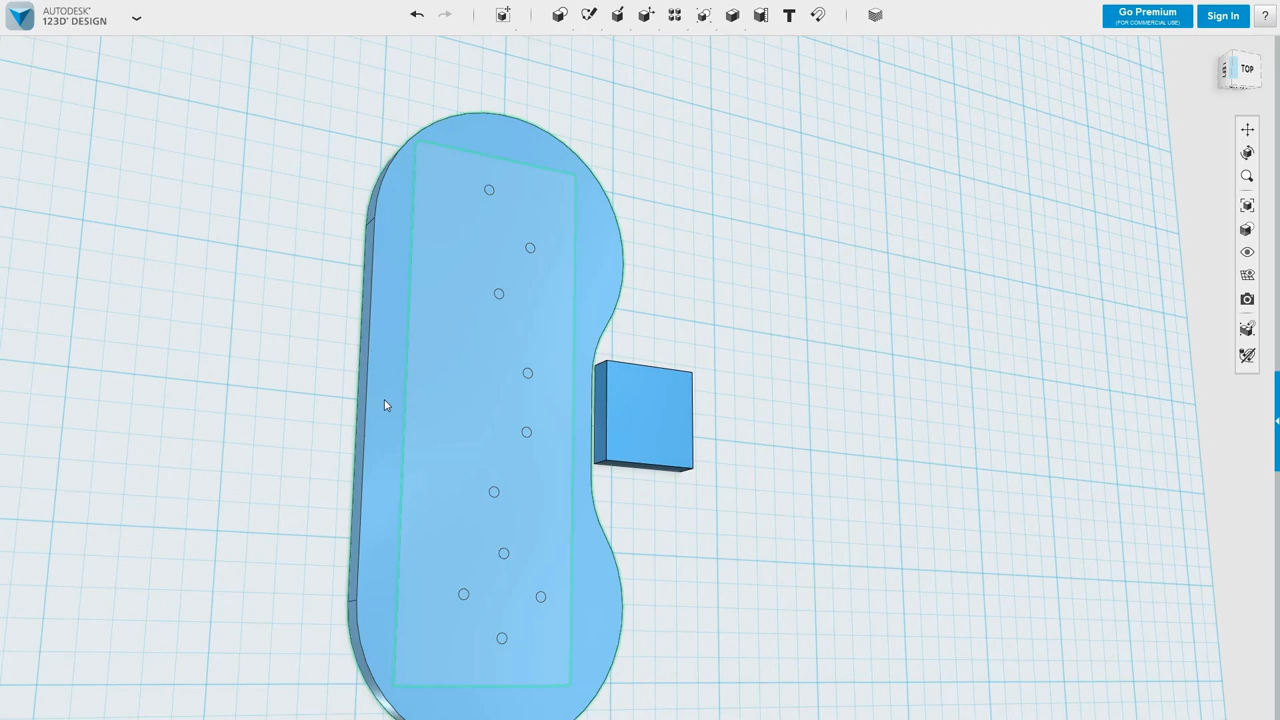 AUTODESK®
123D® DESIGN
Go Premium
(FOR COMMERCIAL USE)
Sign In
?
TOP